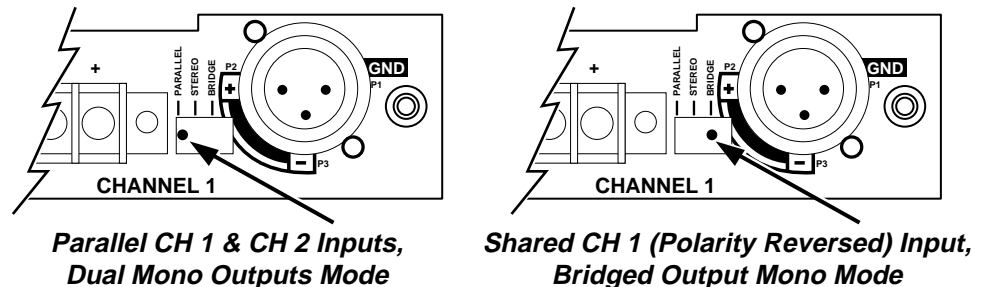 +
PARALLEL
STEREO
BRIDGE
P2
+
GND
P1
−
P3
CHANNEL 1
Parallel CH 1 & CH 2 Inputs,
Dual Mono Outputs Mode
+
PARALLEL
STEREO
BRIDGE
P2
+
GND
P1
−
P3
CHANNEL 1
Shared CH 1 (Polarity Reversed) Input,
Bridged Output Mono Mode